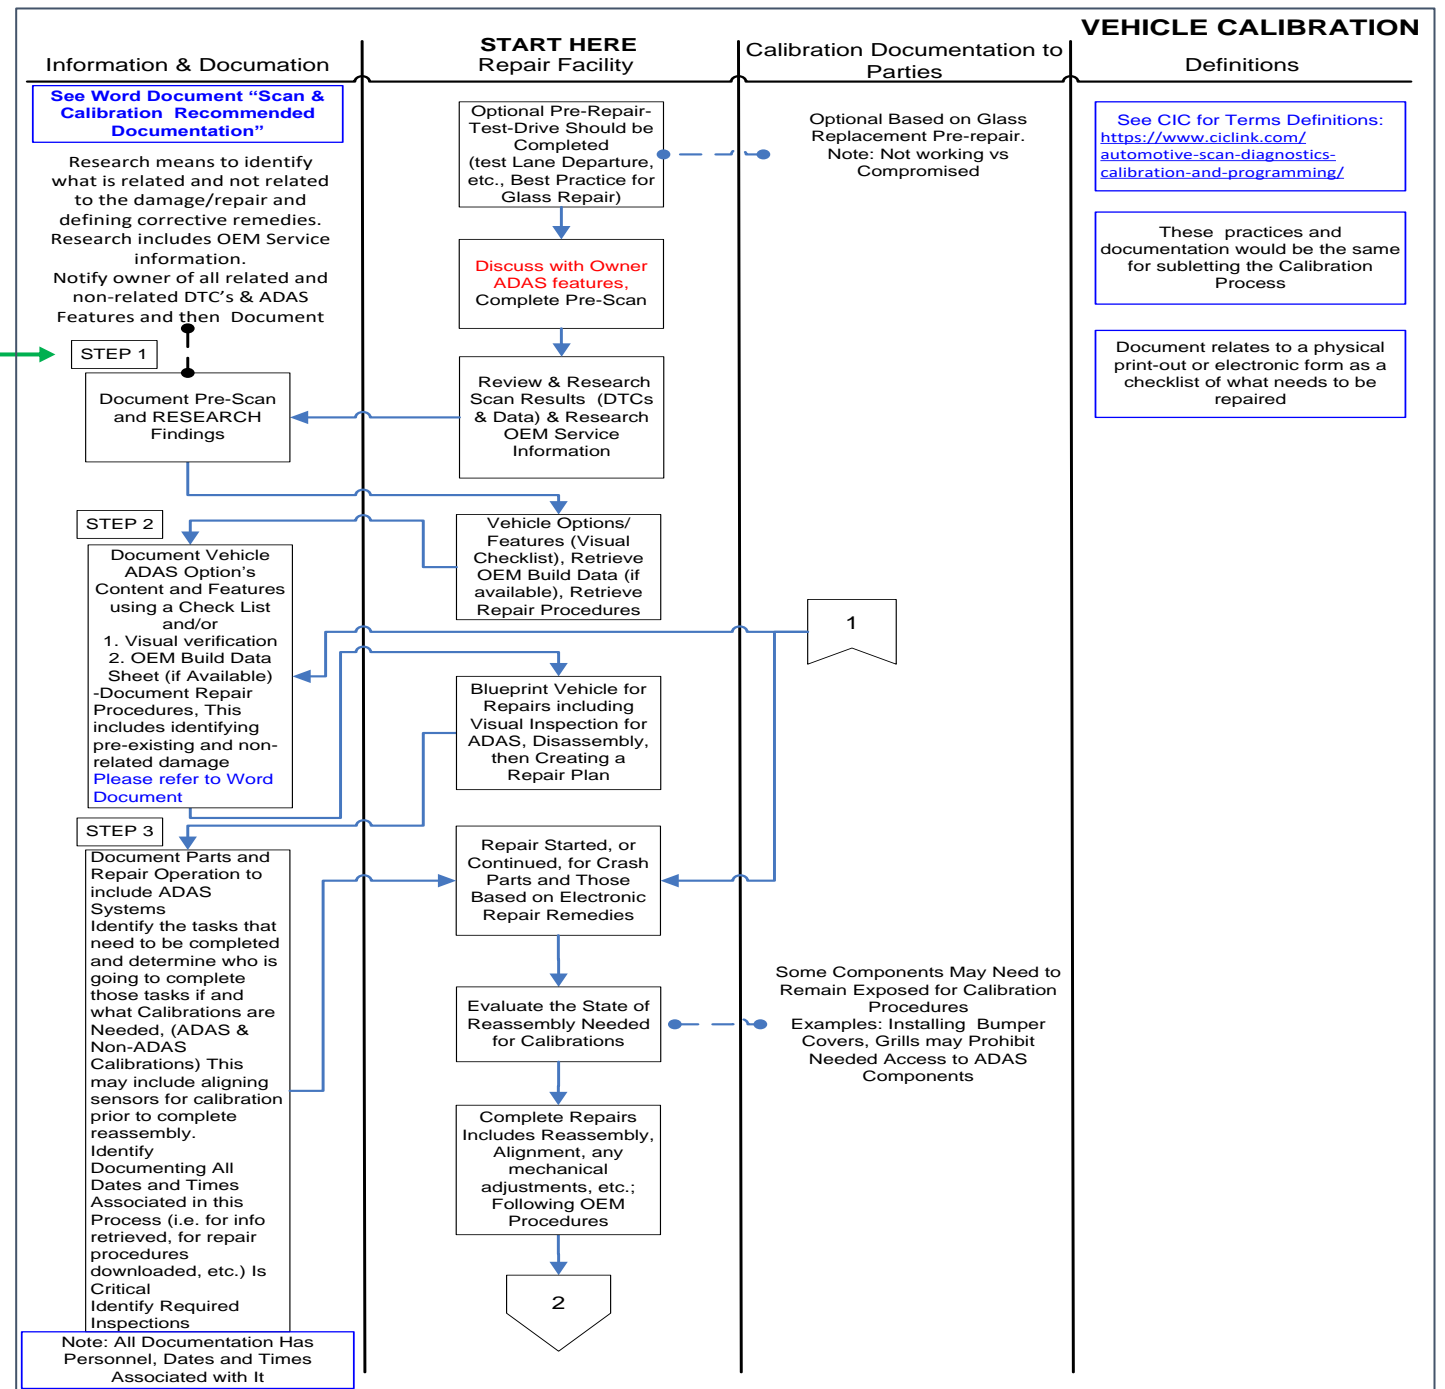 VEHICLE CALIBRATION
Information & Documation
START HERE
Repair Facility
Calibration Documentation to
Parties
Definitions
See Word Document “Scan &
Calibration  Recommended
Documentation”
Research means to identify
what is related and not related
to the damage/repair and
defining corrective remedies.
Research includes OEM Service
information.
Notify owner of all related and
non-related DTC’s & ADAS
Features and then  Document
STEP 1
Document Pre-Scan
and RESEARCH
Findings
STEP 2
Document Vehicle
ADAS Option’s
Content and Features
using a Check List
and/or
1. Visual verification
2. OEM Build Data
Sheet (if Available)
-Document Repair
Procedures, This
includes identifying
pre-existing and non-
related damage
Please refer to Word
Document
STEP 3
Document Parts and
Repair Operation to
include ADAS
Systems
Identify the tasks that
need to be completed
and determine who is
going to complete
those tasks if and
what Calibrations are
Needed, (ADAS &
Non-ADAS
Calibrations) This
may include aligning
sensors for calibration
prior to complete
reassembly.
Identify
Documenting All
Dates and Times
Associated in this
Process (i.e. for info
retrieved, for repair
procedures
downloaded, etc.) Is
Critical
Identify Required
Inspections
Note: All Documentation Has
Personnel, Dates and Times
Associated with It
Optional Pre-Repair-
Test-Drive Should be
Completed
(test Lane Departure,
etc., Best Practice for
Glass Repair)
Discuss with Owner
ADAS features,
Complete Pre-Scan
Review & Research
Scan Results  (DTCs
& Data) & Research
OEM Service
Information
Vehicle Options/
Features (Visual
Checklist), Retrieve
OEM Build Data (if
available), Retrieve
Repair Procedures
Blueprint Vehicle for
Repairs including
Visual Inspection for
ADAS, Disassembly,
then Creating a
Repair Plan
Repair Started, or
Continued, for Crash
Parts and Those
Based on Electronic
Repair Remedies
Evaluate the State of
Reassembly Needed
for Calibrations
Complete Repairs
Includes Reassembly,
Alignment, any
mechanical
adjustments, etc.;
Following OEM
Procedures
2
Optional Based on Glass
Replacement Pre-repair.
Note: Not working vs
Compromised
1
Some Components May Need to
Remain Exposed for Calibration
Procedures
Examples: Installing  Bumper
Covers, Grills may Prohibit
Needed Access to ADAS
Components
See CIC for Terms Definitions:
https://www.ciclink.com/
automotive-scan-diagnostics-
calibration-and-programming/
These  practices and
documentation would be the same
for subletting the Calibration
Process
Document relates to a physical
print-out or electronic form as a
checklist of what needs to be
repaired